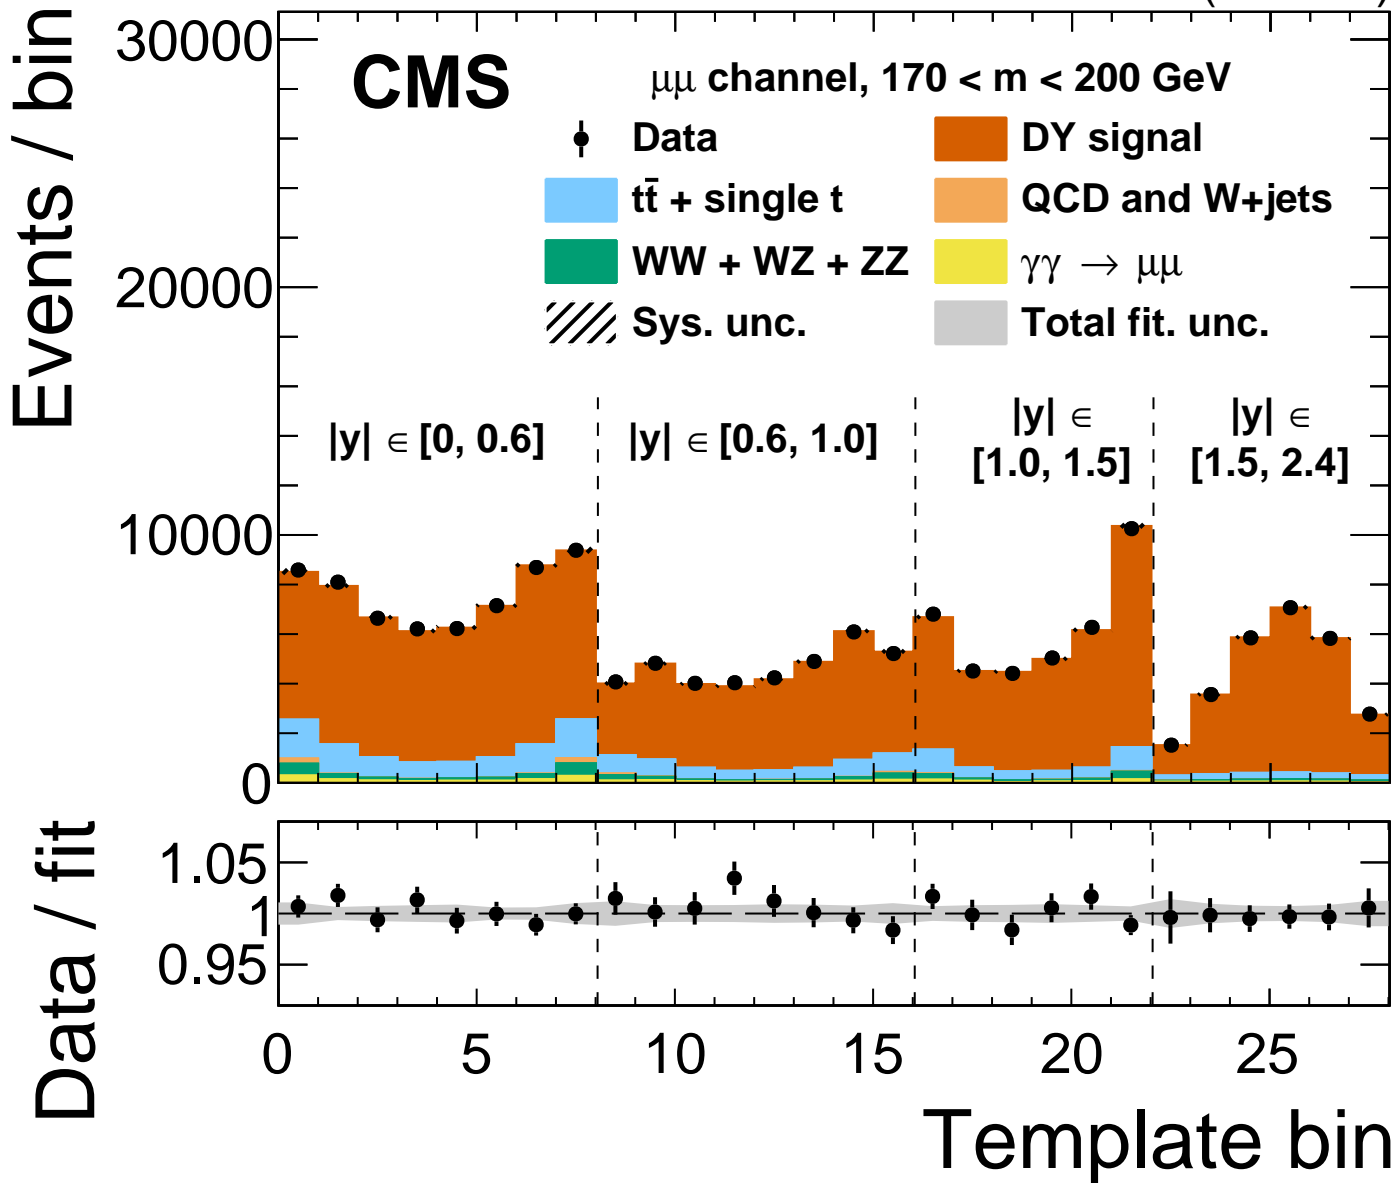 30000
CMS
μμ channel, 170 < m < 200 GeV
Data
DY signal
tt̄ + single t
QCD and W+jets
WW + WZ + ZZ
γγ → μμ
Sys. unc.
Total fit. unc.
20000
|y| ∈ [0, 0.6]
|y| ∈ [0.6, 1.0]
|y| ∈
[1.0, 1.5]
|y| ∈
[1.5, 2.4]
10000
0
Events / bin
1.05
1
0.95
Data / fit
0 5 10 15 20 25
Template bin